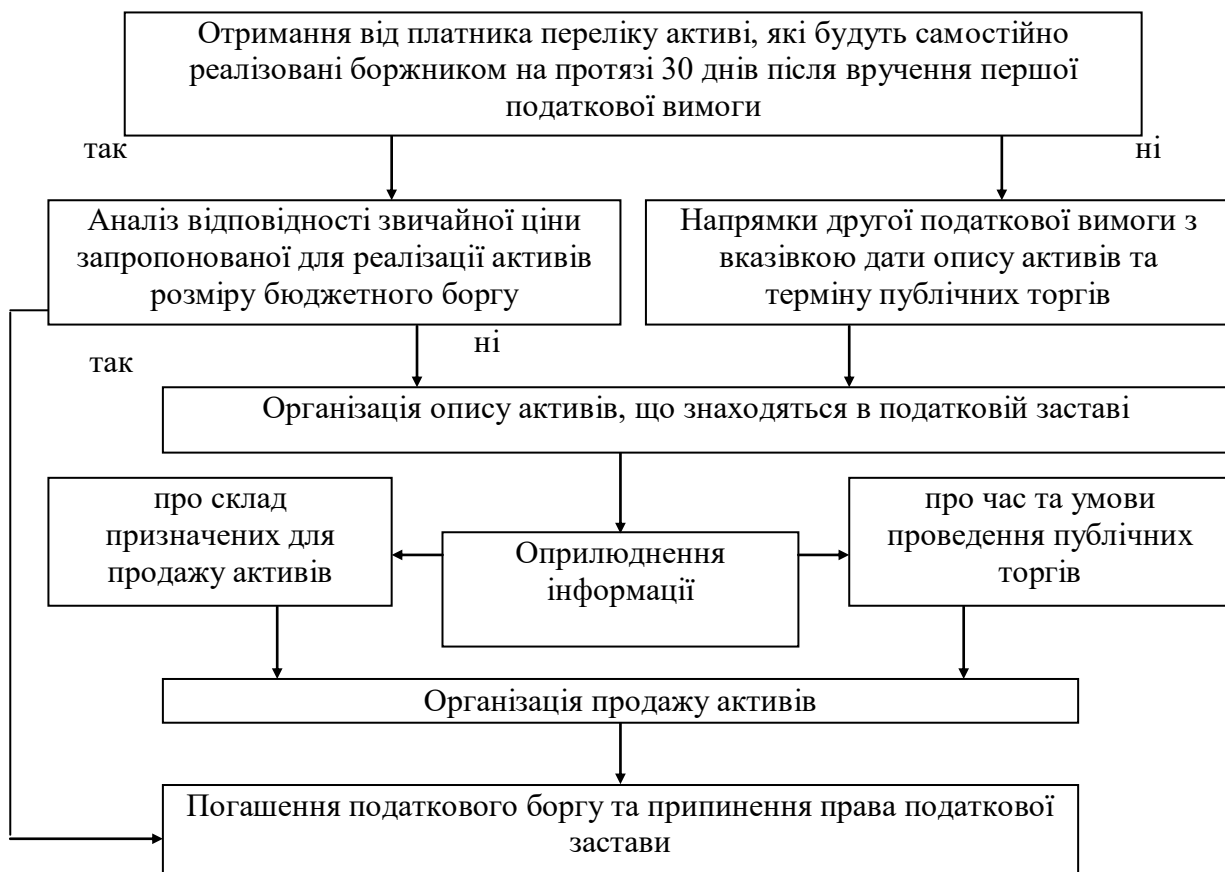 Отримання від платника переліку активі, які будуть самостійно
реалізовані боржником на протязі 30 днів після вручення першої
податкової вимоги
так
ні
Аналіз відповідності звичайної ціни
запропонованої для реалізації активів
розміру бюджетного боргу
Напрямки другої податкової вимоги з
вказівкою дати опису активів та
терміну публічних торгів
так
ні
Організація опису активів, що знаходяться в податковій заставі
про склад
призначених для
продажу активів
Оприлюднення
інформації
про час та умови
проведення публічних
торгів
Організація продажу активів
Погашення податкового боргу та припинення права податкової
застави